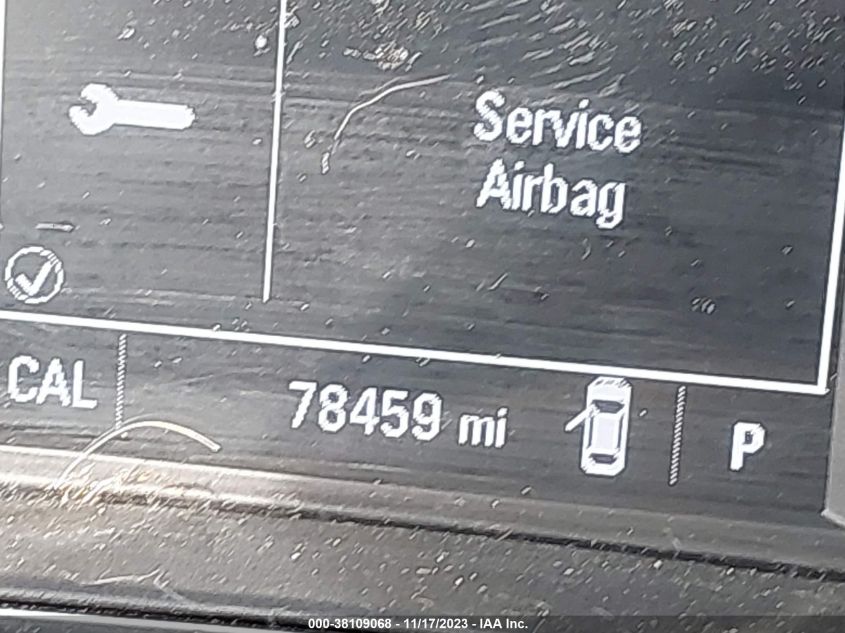 Service
Airbag
CAL
78459 mi
P
000-38109068 - 11/17/2023 - IAA Inc.